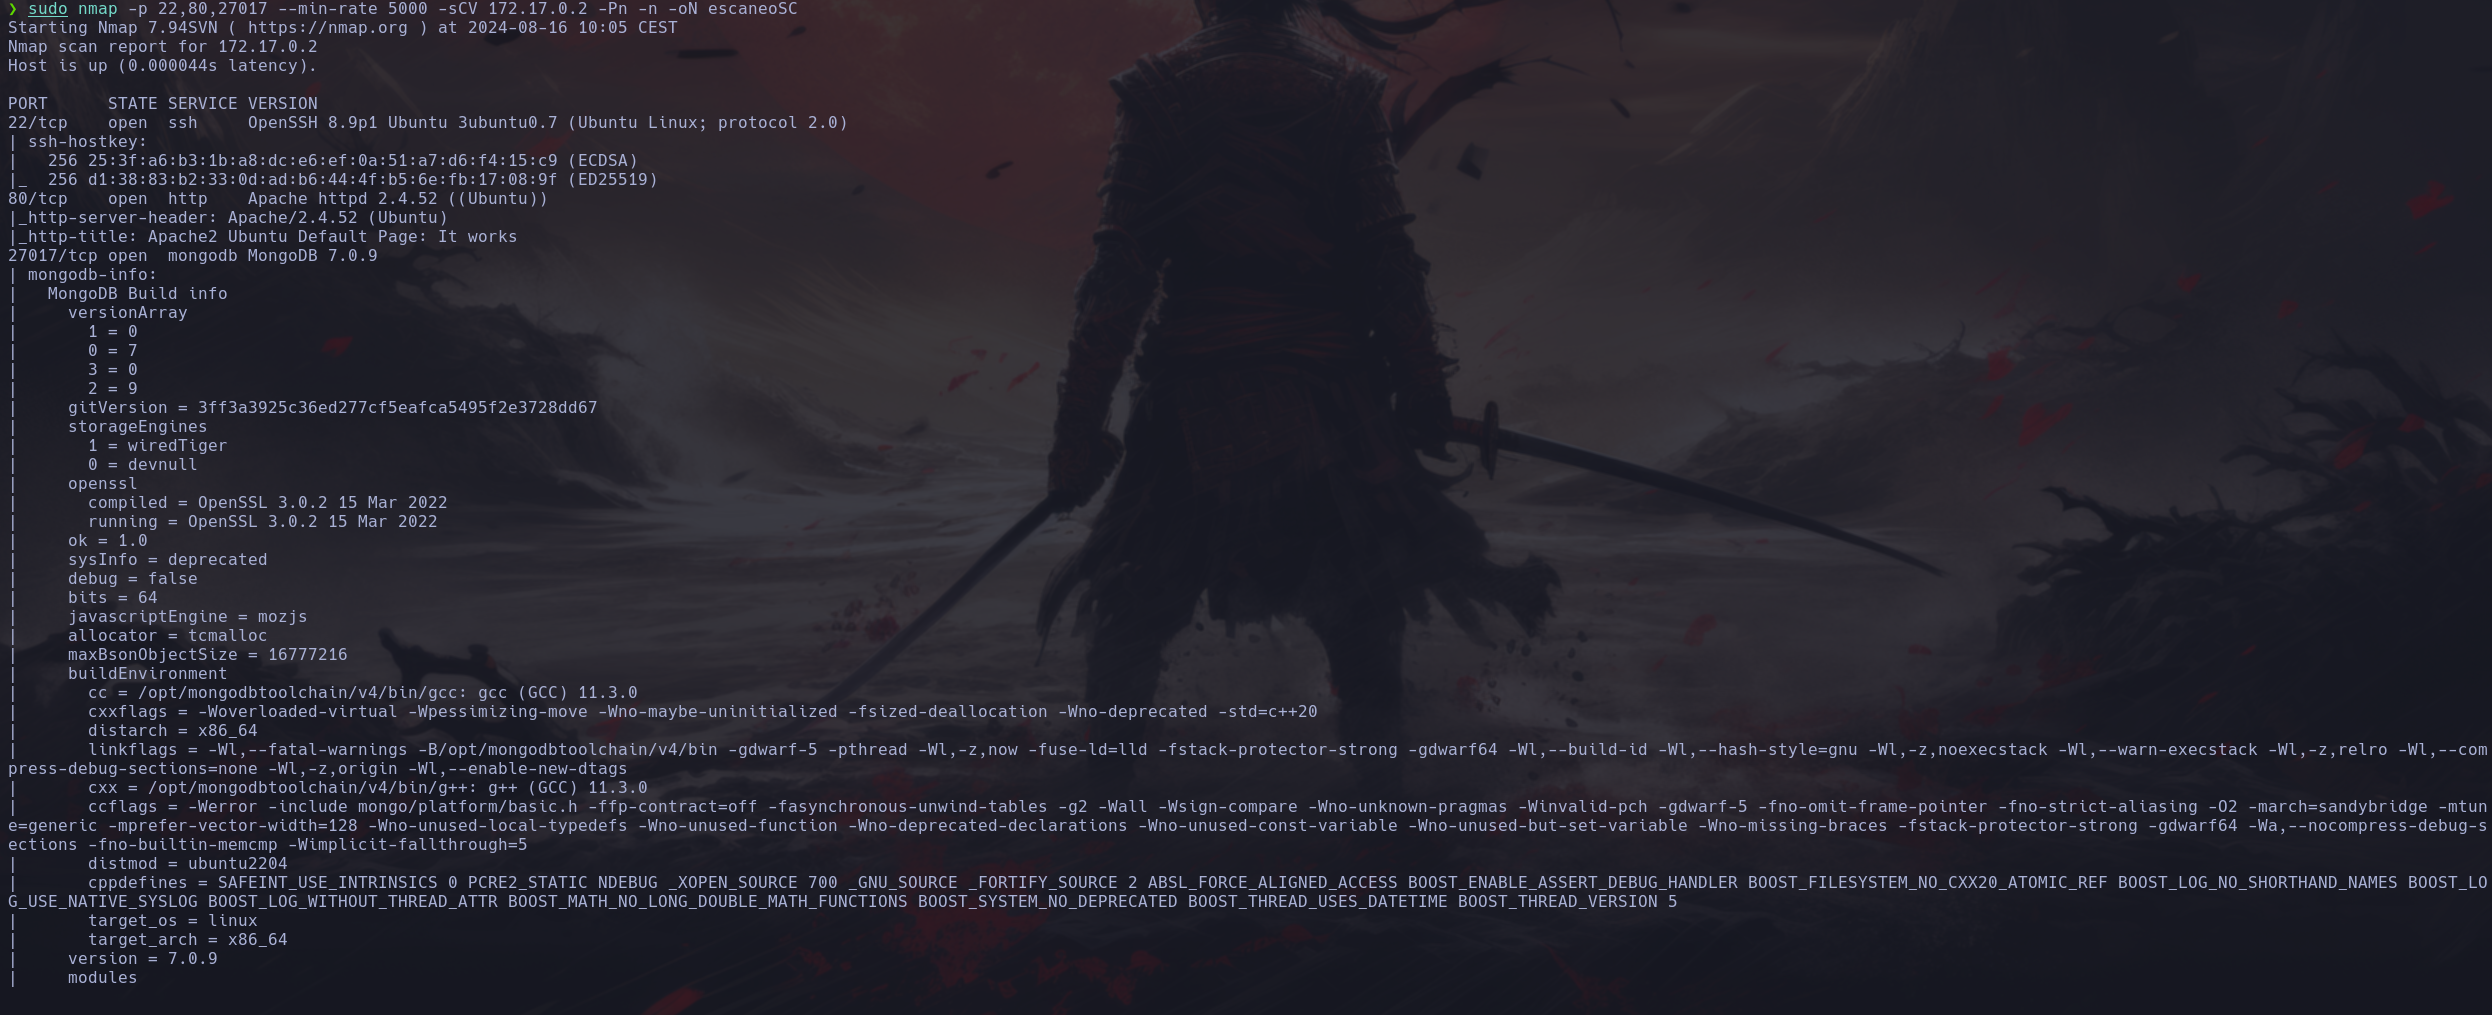 ❯ sudo nmap -p 22,80,27017 --min-rate 5000 -sCV 172.17.0.2 -Pn -n -oN escaneoSC
Starting Nmap 7.94SVN ( https://nmap.org ) at 2024-08-16 10:05 CEST
Nmap scan report for 172.17.0.2
Host is up (0.000044s latency).
PORT      STATE SERVICE VERSION
22/tcp    open  ssh     OpenSSH 8.9p1 Ubuntu 3ubuntu0.7 (Ubuntu Linux; protocol 2.0)
| ssh-hostkey:
|   256 25:3f:a6:b3:1b:a8:dc:e6:ef:0a:51:a7:d6:f4:15:c9 (ECDSA)
|_  256 d1:38:83:b2:33:0d:ad:b6:44:4f:b5:6e:fb:17:08:9f (ED25519)
80/tcp    open  http    Apache httpd 2.4.52 ((Ubuntu))
|_http-server-header: Apache/2.4.52 (Ubuntu)
|_http-title: Apache2 Ubuntu Default Page: It works
27017/tcp open  mongodb MongoDB 7.0.9
| mongodb-info:
|   MongoDB Build info
|     versionArray
|       1 = 0
|       0 = 7
|       3 = 0
|       2 = 9
|     gitVersion = 3ff3a3925c36ed277cf5eafca5495f2e3728dd67
|     storageEngines
|       1 = wiredTiger
|       0 = devnull
|     openssl
|       compiled = OpenSSL 3.0.2 15 Mar 2022
|       running = OpenSSL 3.0.2 15 Mar 2022
|     ok = 1.0
|     sysInfo = deprecated
|     debug = false
|     bits = 64
|     javascriptEngine = mozjs
|     allocator = tcmalloc
|     maxBsonObjectSize = 16777216
|     buildEnvironment
|       cc = /opt/mongodbtoolchain/v4/bin/gcc: gcc (GCC) 11.3.0
|       cxxflags = -Woverloaded-virtual -Wpessimizing-move -Wno-maybe-uninitialized -fsized-deallocation -Wno-deprecated -std=c++20
|       distarch = x86_64
|       linkflags = -Wl,--fatal-warnings -B/opt/mongodbtoolchain/v4/bin -gdwarf-5 -pthread -Wl,-z,now -fuse-ld=lld -fstack-protector-strong -gdwarf64 -Wl,--build-id -Wl,--hash-style=gnu -Wl,-z,noexecstack -Wl,--warn-execstack -Wl,-z,relro -Wl,--com
press-debug-sections=none -Wl,-z,origin -Wl,--enable-new-dtags
|       cxx = /opt/mongodbtoolchain/v4/bin/g++: g++ (GCC) 11.3.0
|       ccflags = -Werror -include mongo/platform/basic.h -ffp-contract=off -fasynchronous-unwind-tables -g2 -Wall -Wsign-compare -Wno-unknown-pragmas -Winvalid-pch -gdwarf-5 -fno-omit-frame-pointer -fno-strict-aliasing -O2 -march=sandybridge -mtun
e=generic -mprefer-vector-width=128 -Wno-unused-local-typedefs -Wno-unused-function -Wno-deprecated-declarations -Wno-unused-const-variable -Wno-unused-but-set-variable -Wno-missing-braces -fstack-protector-strong -gdwarf64 -Wa,--nocompress-debug-s
ections -fno-builtin-memcmp -Wimplicit-fallthrough=5
|       distmod = ubuntu2204
|       cppdefines = SAFEINT_USE_INTRINSICS 0 PCRE2_STATIC NDEBUG _XOPEN_SOURCE 700 _GNU_SOURCE _FORTIFY_SOURCE 2 ABSL_FORCE_ALIGNED_ACCESS BOOST_ENABLE_ASSERT_DEBUG_HANDLER BOOST_FILESYSTEM_NO_CXX20_ATOMIC_REF BOOST_LOG_NO_SHORTHAND_NAMES BOOST_LO
G_USE_NATIVE_SYSLOG BOOST_LOG_WITHOUT_THREAD_ATTR BOOST_MATH_NO_LONG_DOUBLE_MATH_FUNCTIONS BOOST_SYSTEM_NO_DEPRECATED BOOST_THREAD_USES_DATETIME BOOST_THREAD_VERSION 5
|       target_os = linux
|       target_arch = x86_64
|     version = 7.0.9
|     modules